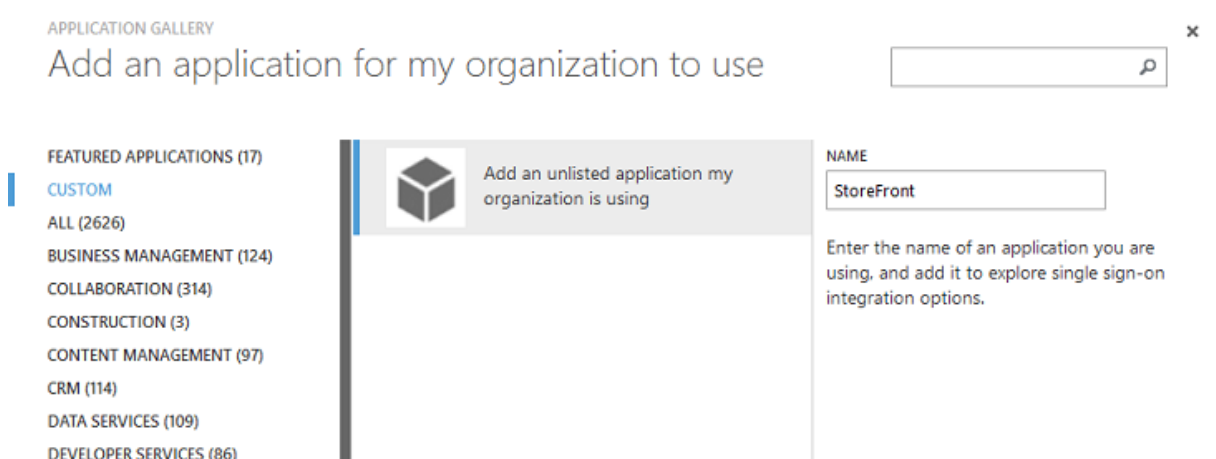 APPLICATION GALLERY
Add an application for my organization to use
FEATURED APPLICATIONS (17)
CUSTOM
ALL (2626)
BUSINESS MANAGEMENT (124)
COLLABORATION (314)
CONSTRUCTION (3)
CONTENT MANAGEMENT (97)
CRM (114)
DATA SERVICES (109)
DEVELOPER SERVICES (86)
Add an unlisted application my
organization is using
NAME
StoreFront
Enter the name of an application you are
using, and add it to explore single sign-on
integration options.